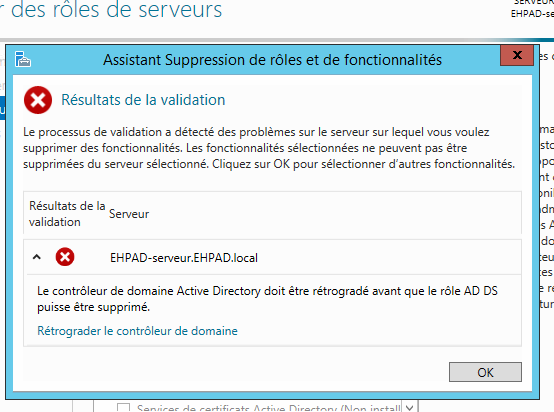 r des rôles de serveurs
SERVEUR
EHPAD-se
Assistant Suppression de rôles et de fonctionnalités
x
Résultats de la validation
Le processus de validation a détecté des problèmes sur le serveur sur lequel vous voulez
supprimer des fonctionnalités. Les fonctionnalités sélectionnées ne peuvent pas être
supprimées du serveur sélectionné. Cliquez sur OK pour sélectionner d'autres fonctionnalités.
Résultats de la
validation
Serveur
EHPAD-serveur.EHPAD.local
Le contrôleur de domaine Active Directory doit être rétrogradé avant que le rôle AD DS
puisse être supprimé.
Rétrograder le contrôleur de domaine
OK
Services de certificats Active Directory (Non install